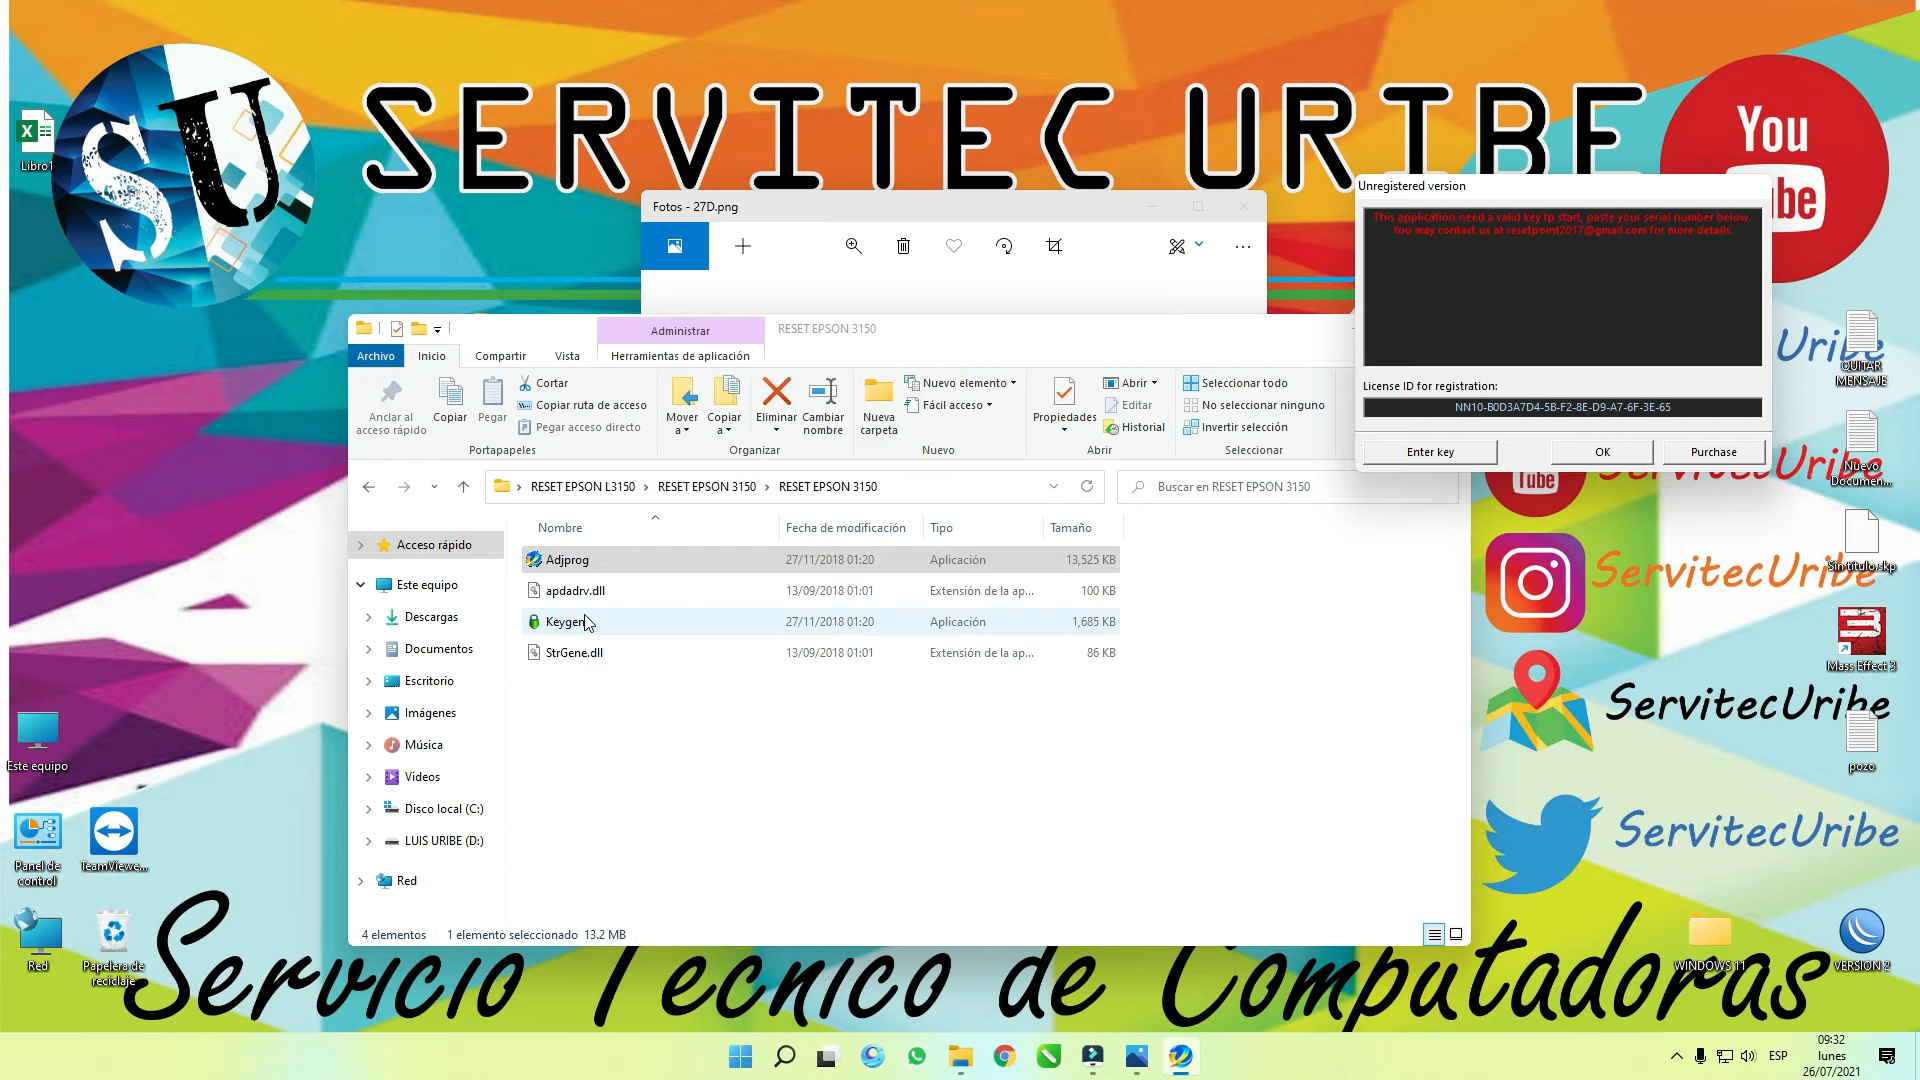 SERVITEC URIBE
SU
You
Tube
Libro1
Fotos - 27D.png
Unregistered version
This application need a valid key tp start, paste your serial number below.
You may contact us at resetpoint2017@gmail.com for more details.
License ID for registration:
NN10-B0D3A7D4-5B-F2-8E-D9-A7-6F-3E-65
Enter key
OK
Purchase
Administrar
RESET EPSON 3150
Archivo
Inicio
Compartir
Vista
Herramientas de aplicación
Anclar al
acceso rápido
Copiar
Pegar
Cortar
Copiar ruta de acceso
Pegar acceso directo
Portapapeles
Mover
a
Copiar
a
Eliminar
Cambiar
nombre
Organizar
Nueva
carpeta
Nuevo elemento
Fácil acceso
Nuevo
Propiedades
Abrir
Editar
Historial
Abrir
Seleccionar todo
No seleccionar ninguno
Invertir selección
Seleccionar
RESET EPSON L3150 › RESET EPSON 3150 › RESET EPSON 3150
Buscar en RESET EPSON 3150
Nombre
Fecha de modificación
Tipo
Tamaño
Adjprog 27/11/2018 01:20 Aplicación 13,525 KB
apdadrv.dll 13/09/2018 01:01 Extensión de la ap... 100 KB
Keygen 27/11/2018 01:20 Aplicación 1,685 KB
StrGene.dll 13/09/2018 01:01 Extensión de la ap... 86 KB
Acceso rápido
Este equipo
Descargas
Documentos
Escritorio
Imágenes
Música
Videos
Disco local (C:)
LUIS URIBE (D:)
Red
4 elementos
1 elemento seleccionado 13.2 MB
Este equipo
Panel de
control
TeamViewe...
Red
Papelera de
reciclaje
QUITAR
MENSAJE
Tube
Nuevo
Documen...
ServitecUribe
Sin título.skp
Mass Effect 3
ServitecUribe
pozo
ServitecUribe
WINDOWS 11
VERSION 2
Servicio Tecnico de Computadoras
ESP
09:32
lunes
26/07/2021